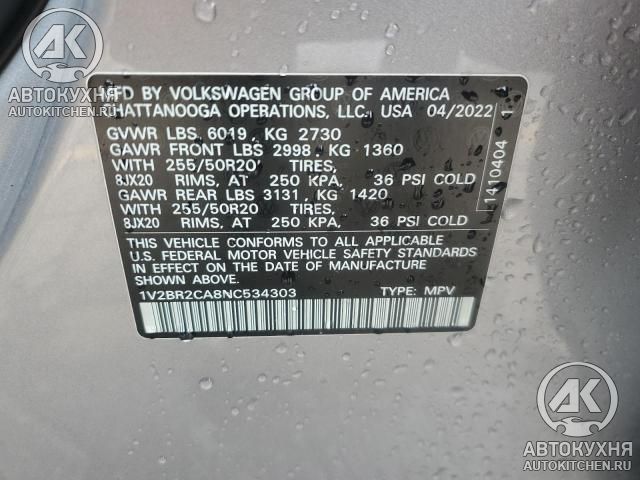 AK
АВТОКУХНЯ
AUTOKITCHEN.RU
MFD BY VOLKSWAGEN GROUP OF AMERICA
CHATTANOOGA OPERATIONS, LLC., USA 04/2022
GVWR LBS. 6019 , KG 2730
GAWR FRONT LBS 2998 , KG 1360
WITH 255/50R20 TIRES,
8JX20 RIMS, AT 250 KPA, 36 PSI COLD
GAWR REAR LBS 3131 , KG 1420
WITH 255/50R20 TIRES,
8JX20 RIMS, AT 250 KPA, 36 PSI COLD
THIS VEHICLE CONFORMS TO ALL APPLICABLE
U.S. FEDERAL MOTOR VEHICLE SAFETY STANDARDS
IN EFFECT ON THE DATE OF MANUFACTURE
SHOWN ABOVE.
1V2BR2CA8NC534303 TYPE: MPV
1410404 1
AK
АВТОКУХНЯ
AUTOKITCHEN.RU